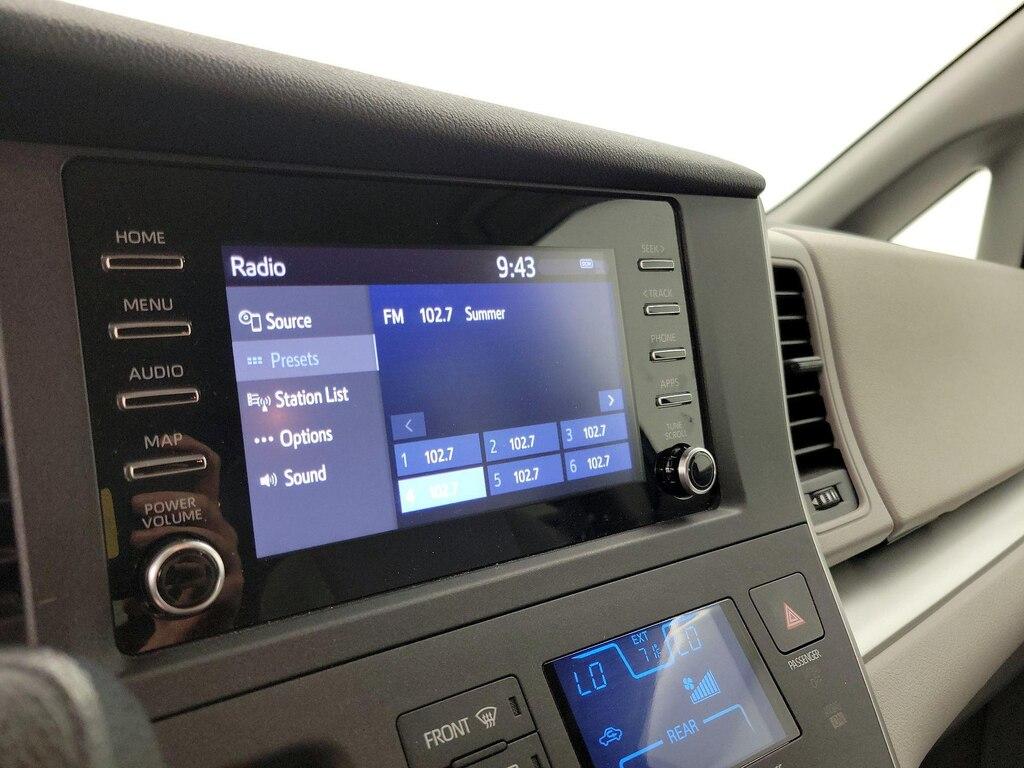 HOME
MENU
AUDIO
MAP
POWER
VOLUME
Radio
9:43
Source
Presets
Station List
Options
Sound
FM 102.7 Summer
1 102.7
2 102.7
3 102.7
4 102.7
5 102.7
6 102.7
SEEK >
< TRACK
PHONE
APPS
TUNE
SCROLL
FRONT
LO
EXT
LO
REAR
PASSENGER